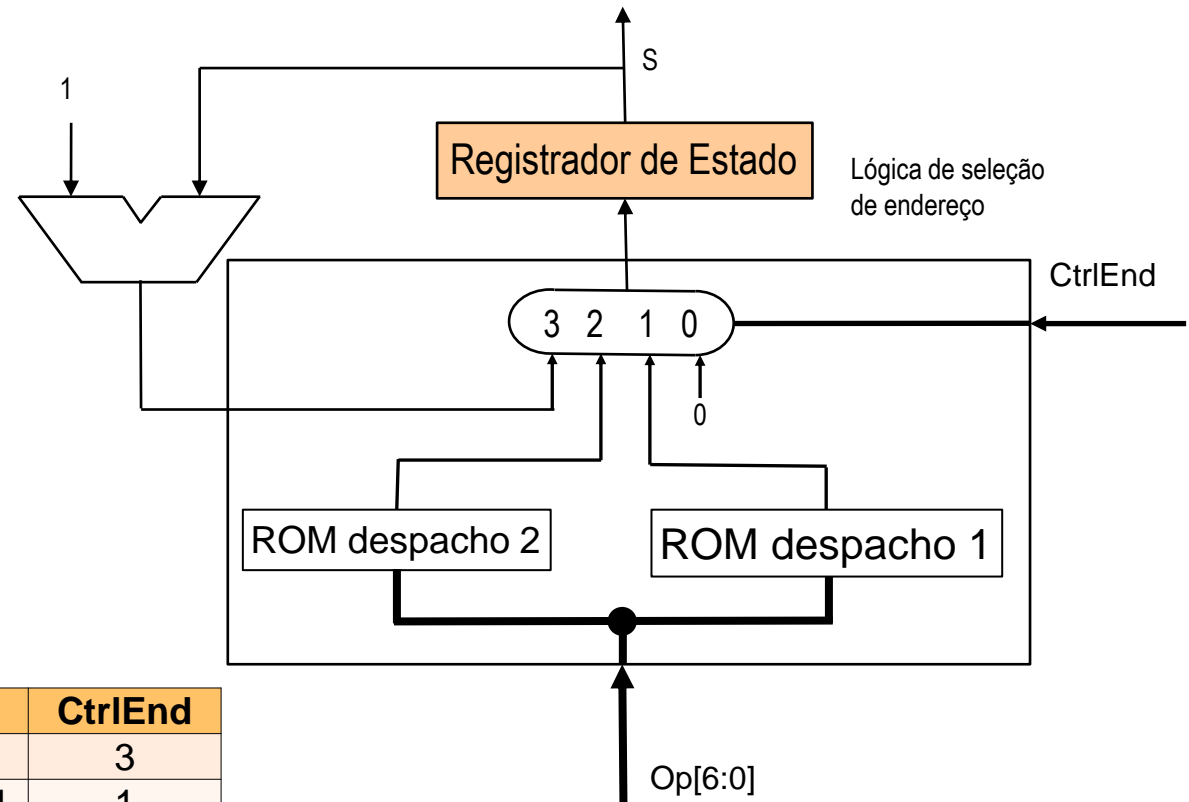 S
1
Registrador de Estado
Lógica de seleção
de endereço
CtrlEnd
3 2 1 0
0
ROM despacho 2
ROM despacho 1
Op[6:0]
CtrlEnd
3
1